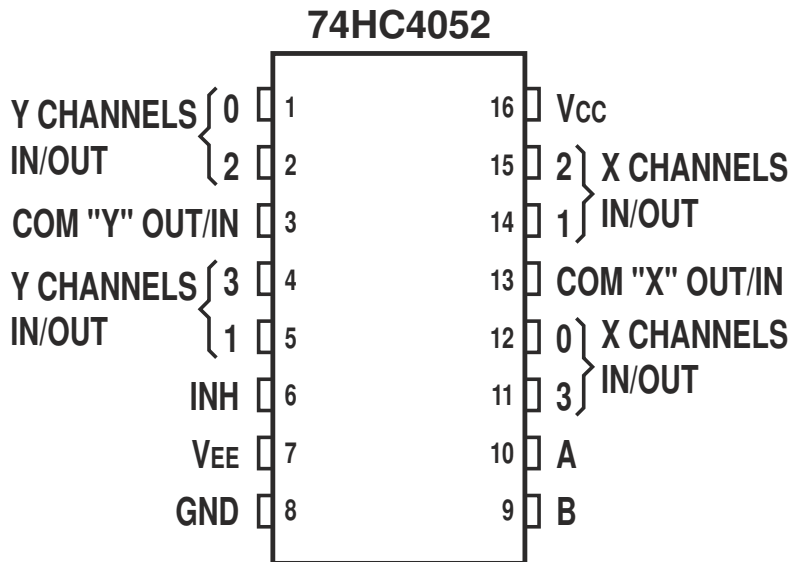 74HC4052
Y CHANNELS IN/OUT
0
1
2
2
COM "Y" OUT/IN
3
Y CHANNELS IN/OUT
3
4
1
5
INH
6
VEE
7
GND
8
16
VCC
15
2
X CHANNELS IN/OUT
14
1
13
COM "X" OUT/IN
12
0
X CHANNELS IN/OUT
11
3
10
A
9
B